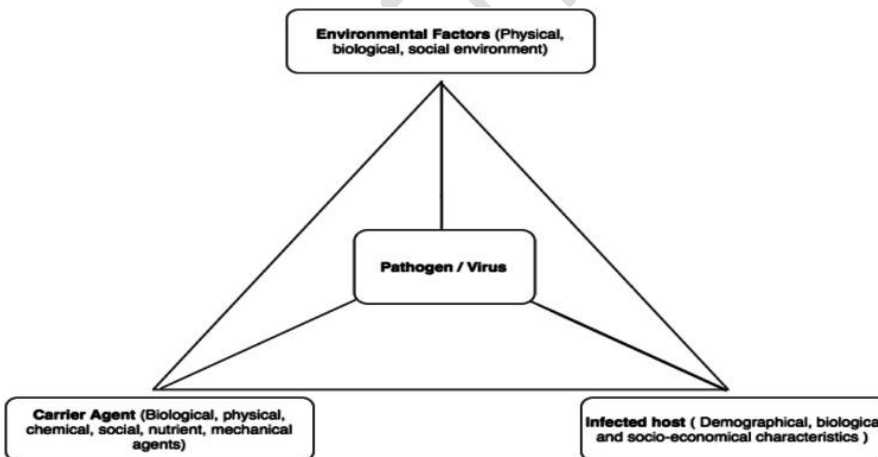 Environmental Factors (Physical,
biological, social environment)
Pathogen / Virus
Carrier Agent (Biological, physical,
chemical, social, nutrient, mechanical
agents)
Infected host ( Demographical, biological
and socio-economical characteristics )